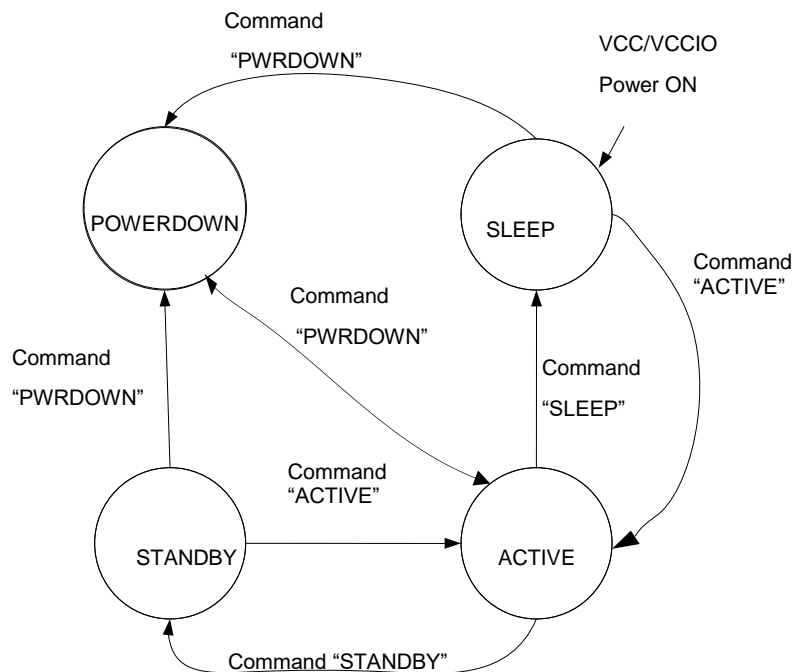 Command
“PWRDOWN”
VCC/VCCIO
Power ON
POWERDOWN
SLEEP
Command
“ACTIVE”
Command
“PWRDOWN”
Command
“PWRDOWN”
Command
“SLEEP”
Command
“ACTIVE”
STANDBY
ACTIVE
Command “STANDBY”